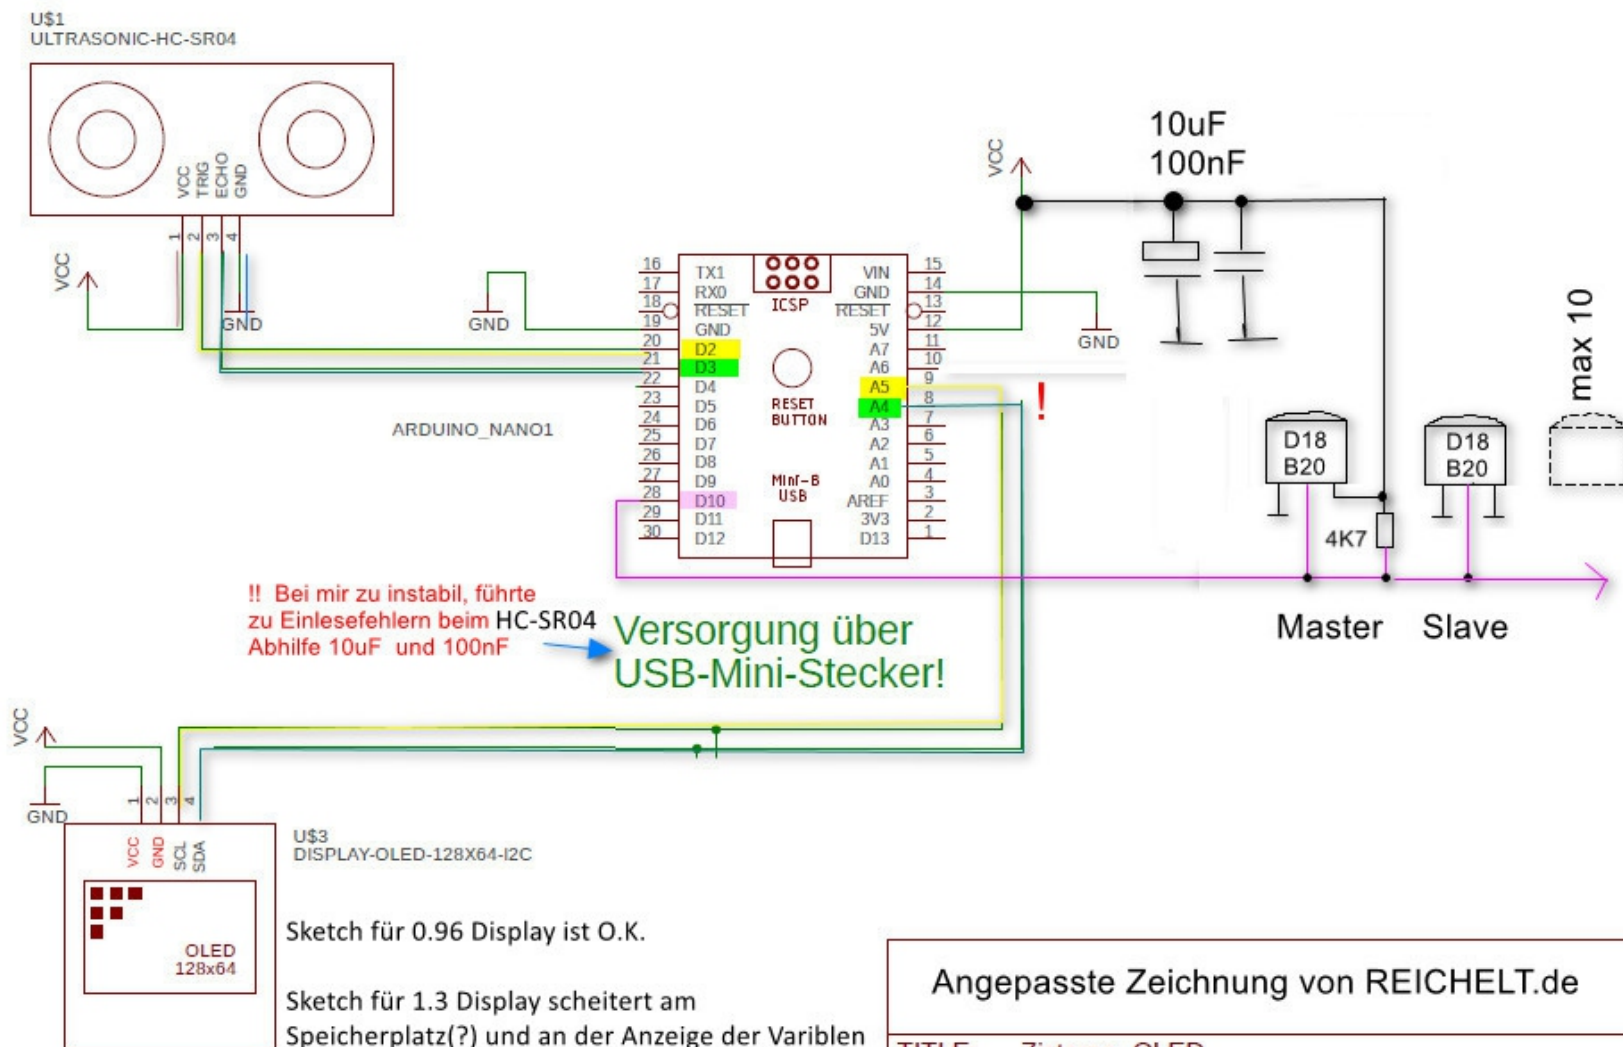 U$1
ULTRASONIC-HC-SR04
VCC
TRIG
ECHO
GND
1
2
3
4
VCC
GND
GND
ARDUINO_NANO1
16
17
18
19
20
21
22
23
24
25
26
27
28
29
30
TX1
RX0
RESET
GND
D2
D3
D4
D5
D6
D7
D8
D9
D10
D11
D12
ICSP
RESET
BUTTON
Mini-B
USB
VIN
GND
RESET
5V
A7
A6
A5
A4
A3
A2
A1
A0
AREF
3V3
D13
15
14
13
12
11
10
9
8
7
6
5
4
3
2
1
VCC
GND
!
10uF
100nF
max 10
D18
B20
D18
B20
4K7
Master
Slave
!! Bei mir zu instabil, führte
zu Einlesefehlern beim HC-SR04
Abhilfe 10uF und 100nF
Versorgung über
USB-Mini-Stecker!
VCC
GND
1
2
3
4
VCC
GND
SCL
SDA
U$3
DISPLAY-OLED-128X64-I2C
OLED
128x64
Sketch für 0.96 Display ist O.K.
Sketch für 1.3 Display scheitert am
Speicherplatz(?) und an der Anzeige der Variblen
Angepasste Zeichnung von REICHELT.de